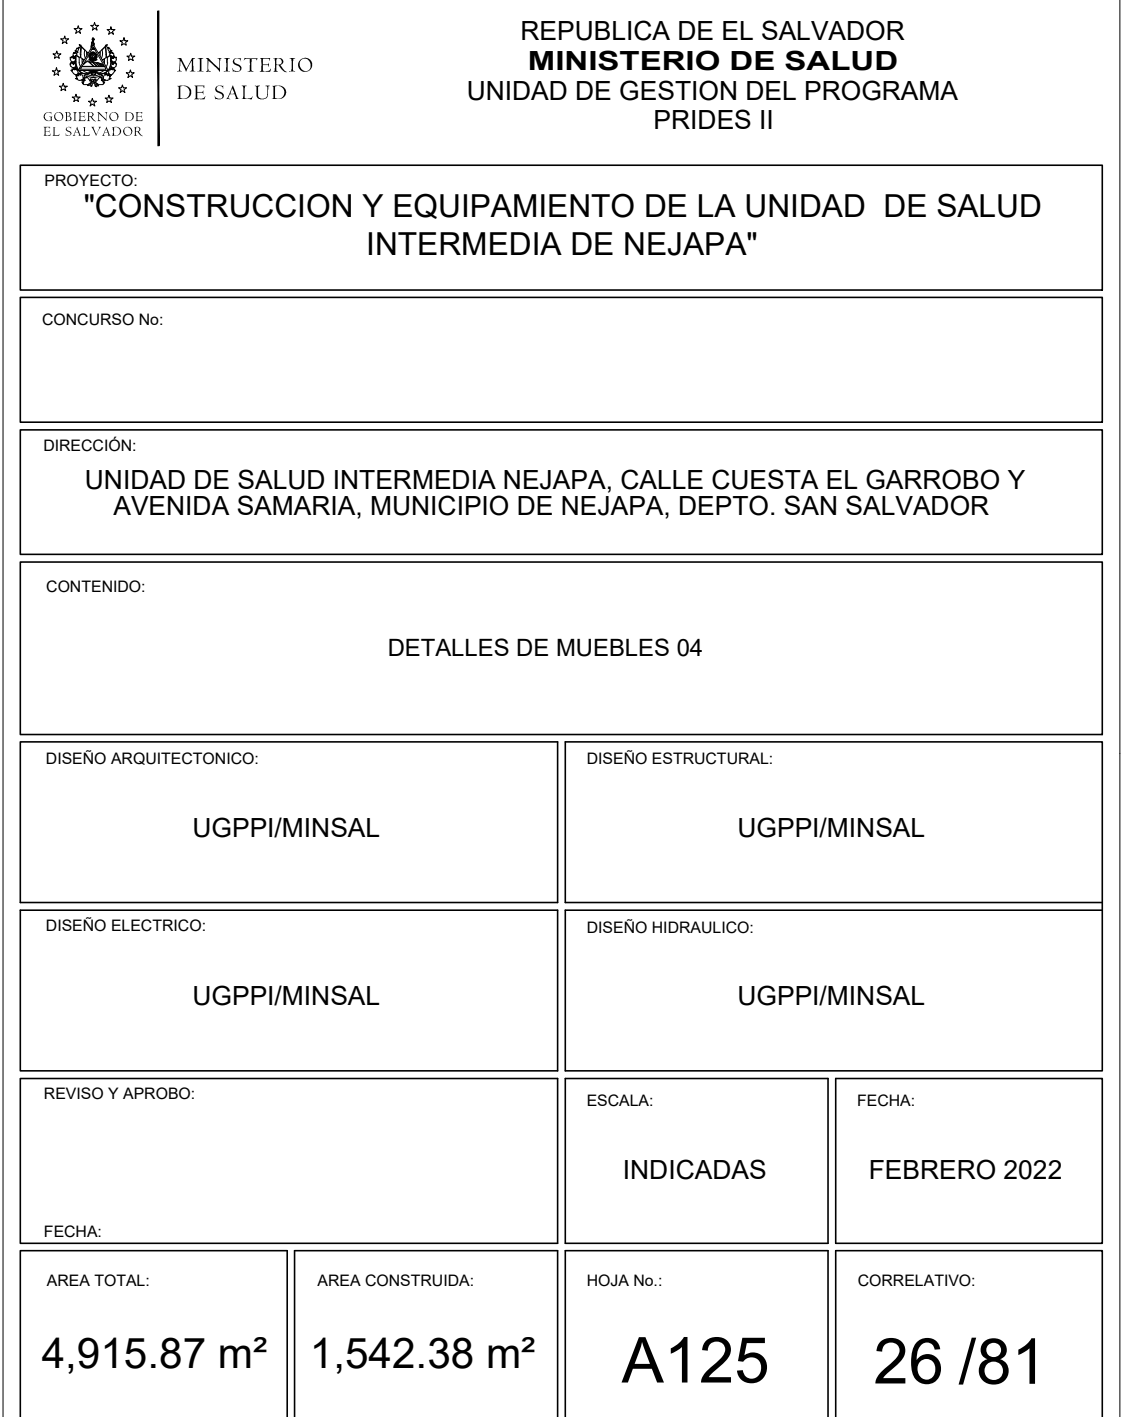 GOBIERNO DE
EL SALVADOR
MINISTERIO
DE SALUD
REPUBLICA DE EL SALVADOR
MINISTERIO DE SALUD
UNIDAD DE GESTION DEL PROGRAMA
PRIDES II
PROYECTO:
"CONSTRUCCION Y EQUIPAMIENTO DE LA UNIDAD DE SALUD
INTERMEDIA DE NEJAPA"
CONCURSO No:
DIRECCIÓN:
UNIDAD DE SALUD INTERMEDIA NEJAPA, CALLE CUESTA EL GARROBO Y
AVENIDA SAMARIA, MUNICIPIO DE NEJAPA, DEPTO. SAN SALVADOR
CONTENIDO:
DETALLES DE MUEBLES 04
DISEÑO ARQUITECTONICO:
UGPPI/MINSAL
DISEÑO ESTRUCTURAL:
UGPPI/MINSAL
DISEÑO ELECTRICO:
UGPPI/MINSAL
DISEÑO HIDRAULICO:
UGPPI/MINSAL
REVISO Y APROBO:
FECHA:
ESCALA:
INDICADAS
FECHA:
FEBRERO 2022
AREA TOTAL:
4,915.87 m²
AREA CONSTRUIDA:
1,542.38 m²
HOJA No.:
A125
CORRELATIVO:
26 /81